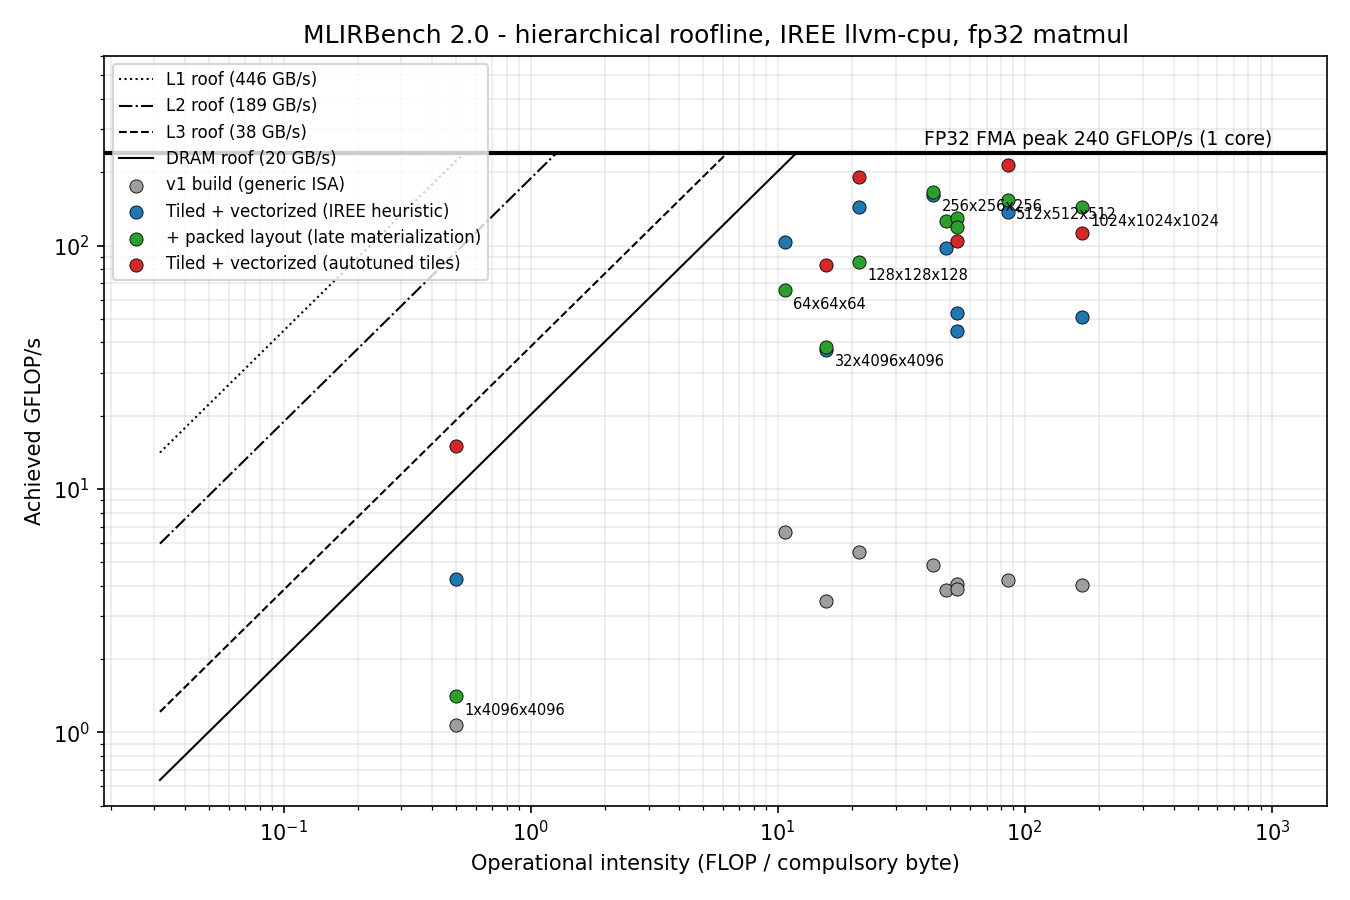 MLIRBench 2.0 - hierarchical roofline, IREE llvm-cpu, fp32 matmul
L1 roof (446 GB/s)
L2 roof (189 GB/s)
L3 roof (38 GB/s)
DRAM roof (20 GB/s)
v1 build (generic ISA)
Tiled + vectorized (IREE heuristic)
+ packed layout (late materialization)
Tiled + vectorized (autotuned tiles)
FP32 FMA peak 240 GFLOP/s (1 core)
256x256x256
512x512x512
1024x1024x1024
128x128x128
64x64x64
32x4096x4096
1x4096x4096
Achieved GFLOP/s
10²
10¹
10⁰
10⁻¹
10⁰
10¹
10²
10³
Operational intensity (FLOP / compulsory byte)